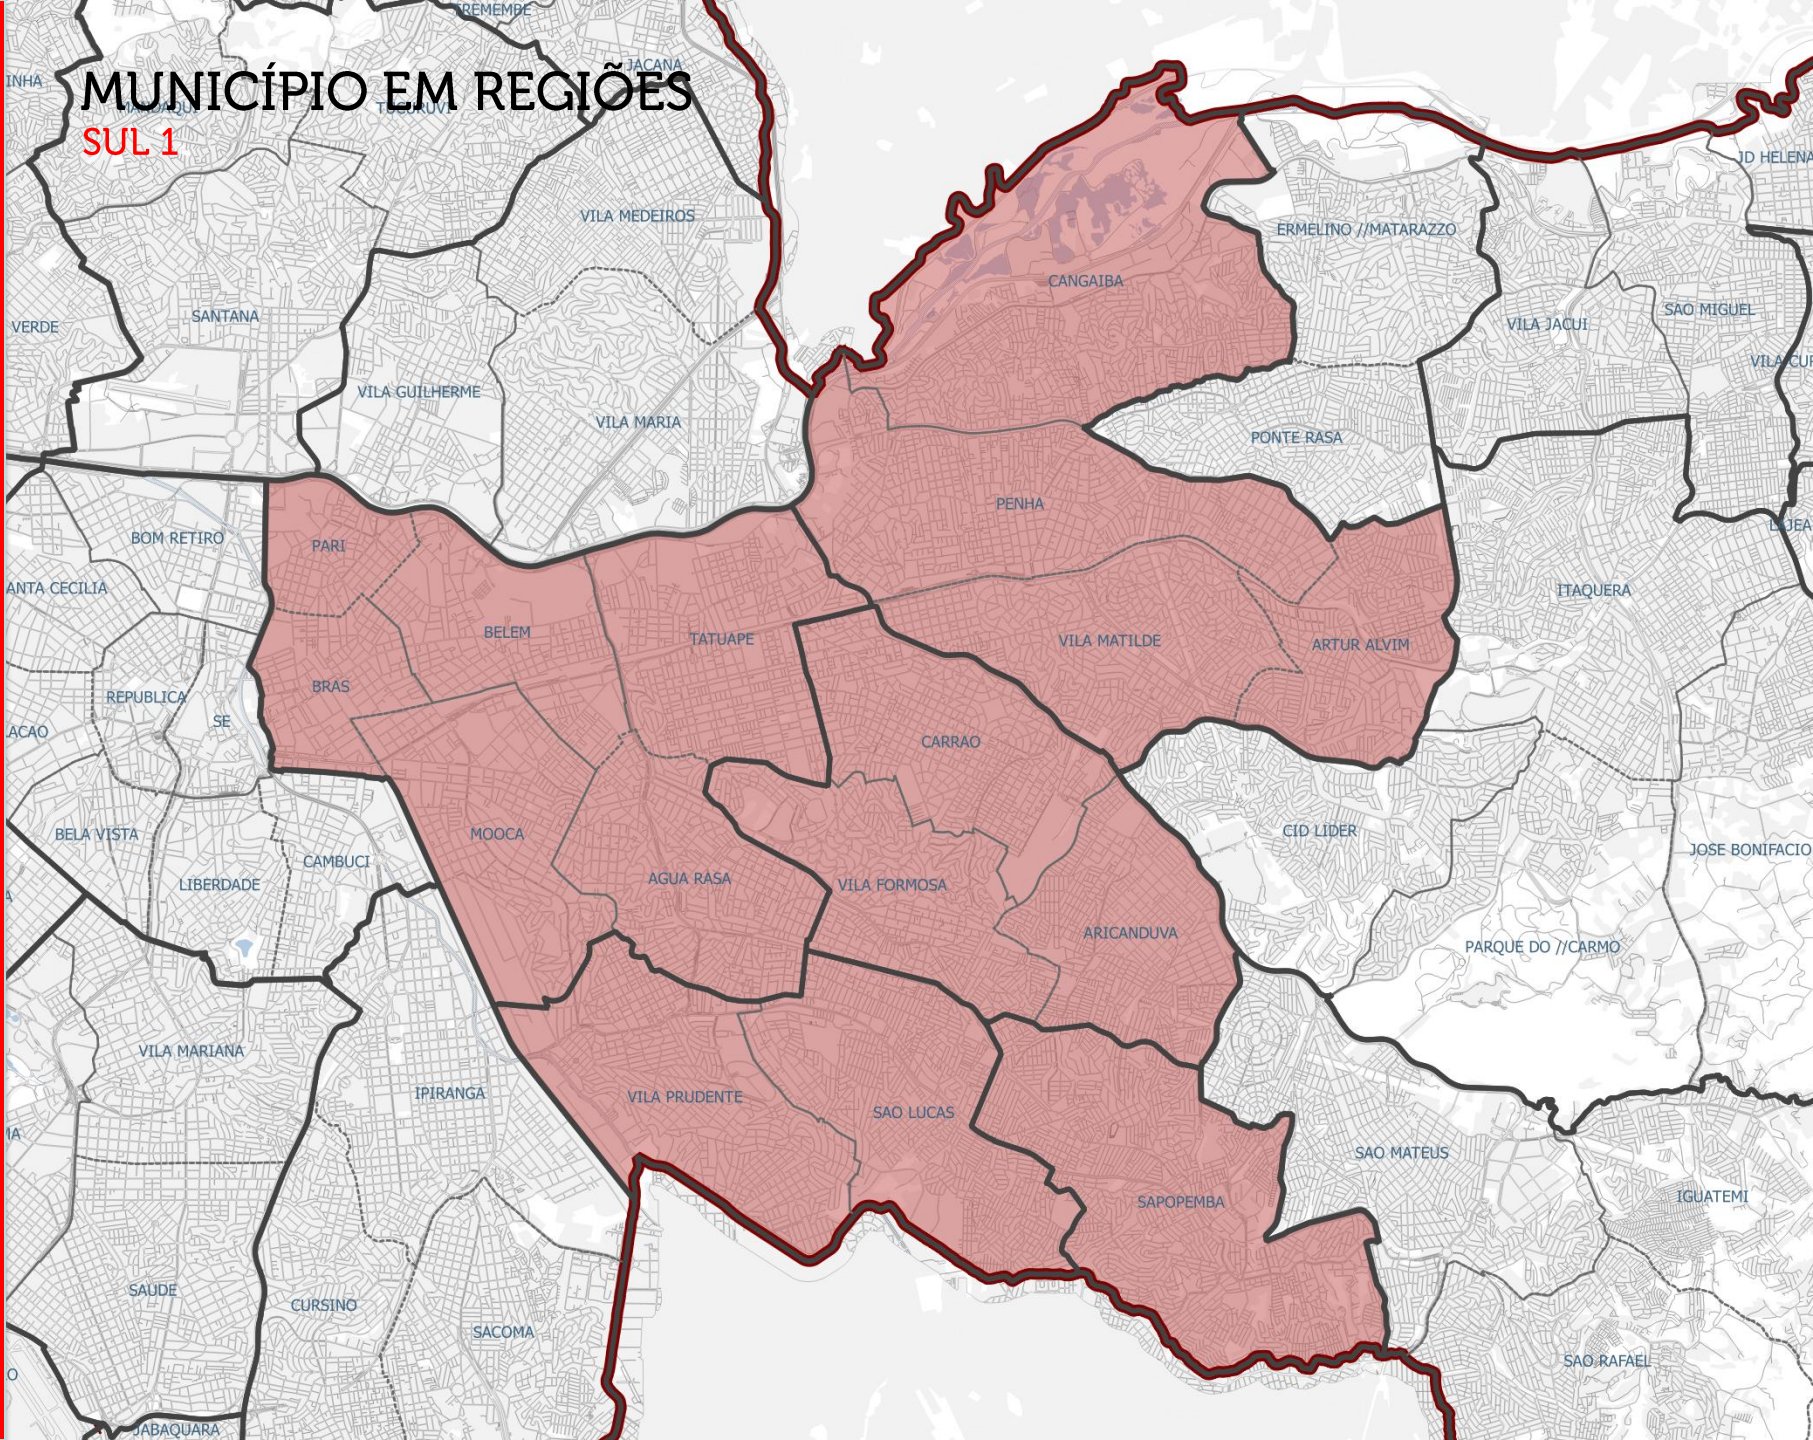 TREMEMBE
JACANA
INHA
MUNICÍPIO EM REGIÕES
MANDAQUI
TUCURUVI
SUL 1
JD HELENA
VILA MEDEIROS
ERMELINO //MATARAZZO
CANGAIBA
SANTANA
SAO MIGUEL
VERDE
VILA JACUI
VILA CUR
VILA GUILHERME
VILA MARIA
PONTE RASA
PENHA
LAJEA
BOM RETIRO
PARI
ANTA CECILIA
ITAQUERA
BELEM
TATUAPE
VILA MATILDE
ARTUR ALVIM
BRAS
REPUBLICA
SE
ACAO
CARRAO
BELA VISTA
MOOCA
CID LIDER
JOSE BONIFACIO
CAMBUCI
LIBERDADE
AGUA RASA
VILA FORMOSA
A
ARICANDUVA
PARQUE DO //CARMO
VILA MARIANA
IPIRANGA
VILA PRUDENTE
SAO LUCAS
SAO MATEUS
IGUATEMI
SAPOPEMBA
SAUDE
CURSINO
SACOMA
SAO RAFAEL
O
JABAQUARA